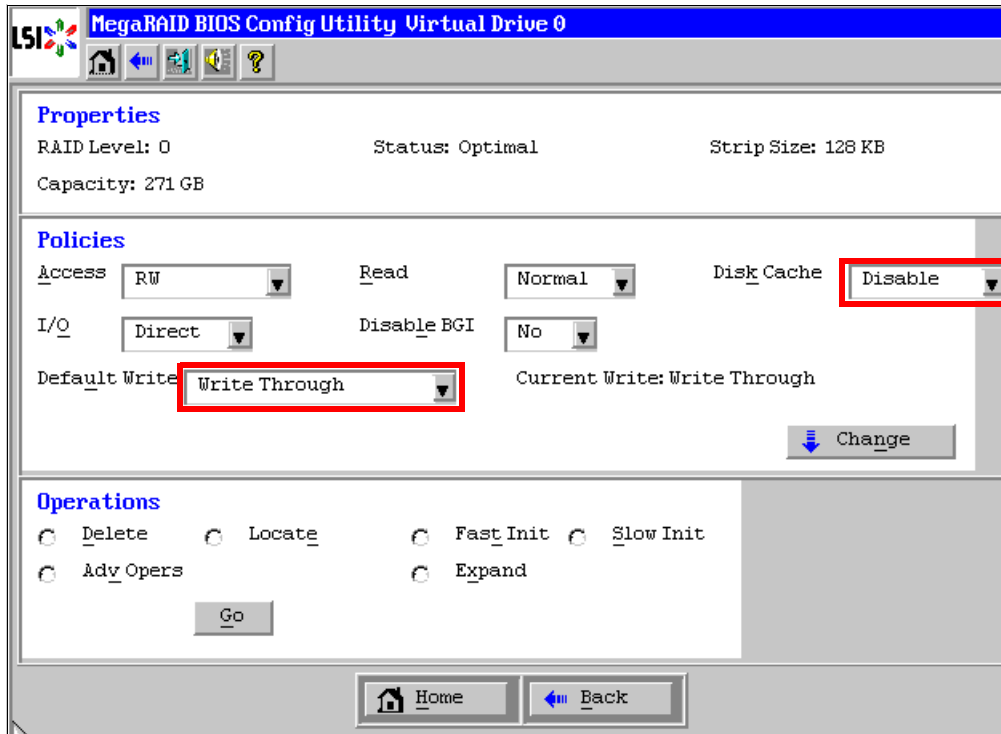 LSI MegaRAID BIOS Config Utility Virtual Drive 0
?
Properties
RAID Level: 0 Status: Optimal Strip Size: 128 KB
Capacity: 271 GB
Policies
Access RW Read Normal Disk Cache Disable
I/O Direct Disable BGI No
Default Write Write Through Current Write: Write Through
Change
Operations
Delete Locate Fast Init Slow Init
Adv Opers Expand
Go
Home Back